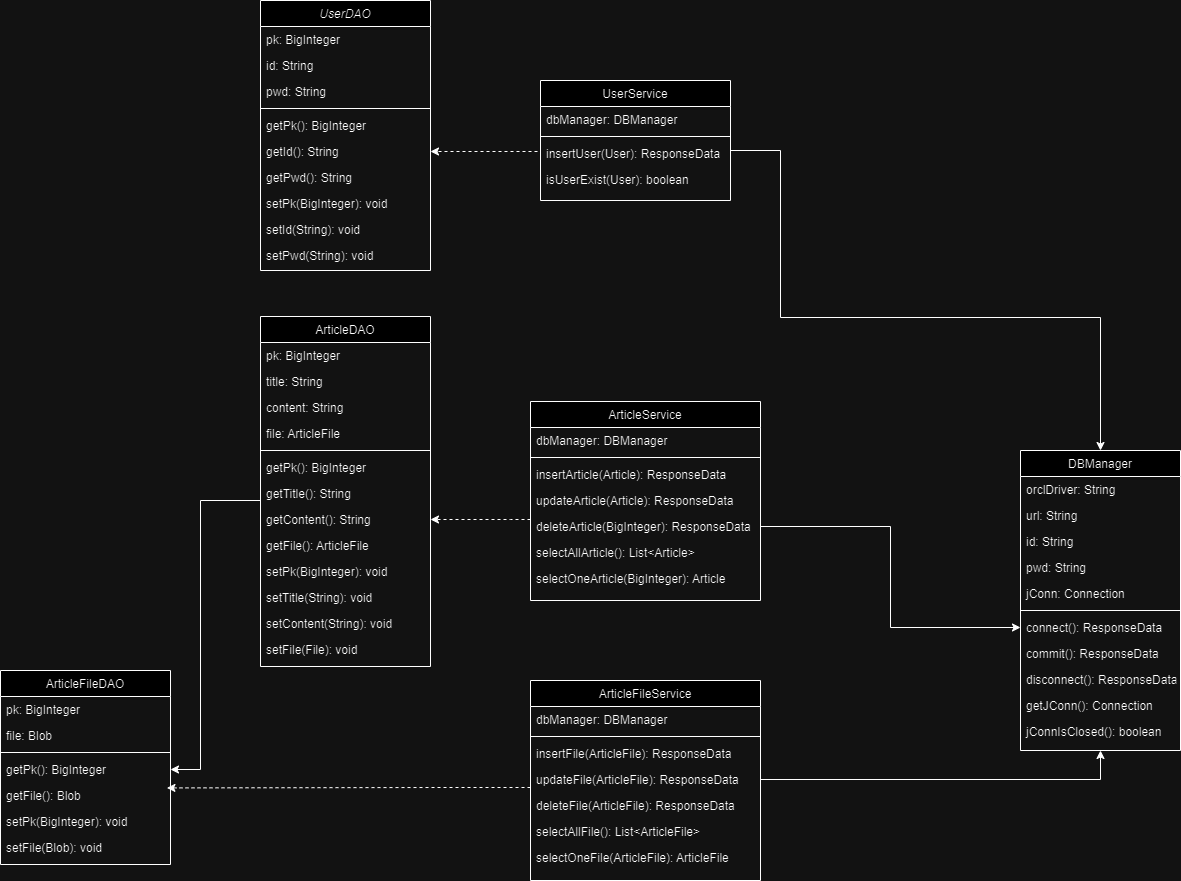 UserDAO
pk: BigInteger
id: String
pwd: String
getPk(): BigInteger
getId(): String
getPwd(): String
setPk(BigInteger): void
setId(String): void
setPwd(String): void
UserService
dbManager: DBManager
insertUser(User): ResponseData
isUserExist(User): boolean
ArticleDAO
pk: BigInteger
title: String
content: String
file: ArticleFile
getPk(): BigInteger
getTitle(): String
getContent(): String
getFile(): ArticleFile
setPk(BigInteger): void
setTitle(String): void
setContent(String): void
setFile(File): void
ArticleService
dbManager: DBManager
insertArticle(Article): ResponseData
updateArticle(Article): ResponseData
deleteArticle(BigInteger): ResponseData
selectAllArticle(): List<Article>
selectOneArticle(BigInteger): Article
DBManager
orclDriver: String
url: String
id: String
pwd: String
jConn: Connection
connect(): ResponseData
commit(): ResponseData
disconnect(): ResponseData
getJConn(): Connection
jConnIsClosed(): boolean
ArticleFileDAO
pk: BigInteger
file: Blob
getPk(): BigInteger
getFile(): Blob
setPk(BigInteger): void
setFile(Blob): void
ArticleFileService
dbManager: DBManager
insertFile(ArticleFile): ResponseData
updateFile(ArticleFile): ResponseData
deleteFile(ArticleFile): ResponseData
selectAllFile(): List<ArticleFile>
selectOneFile(ArticleFile): ArticleFile